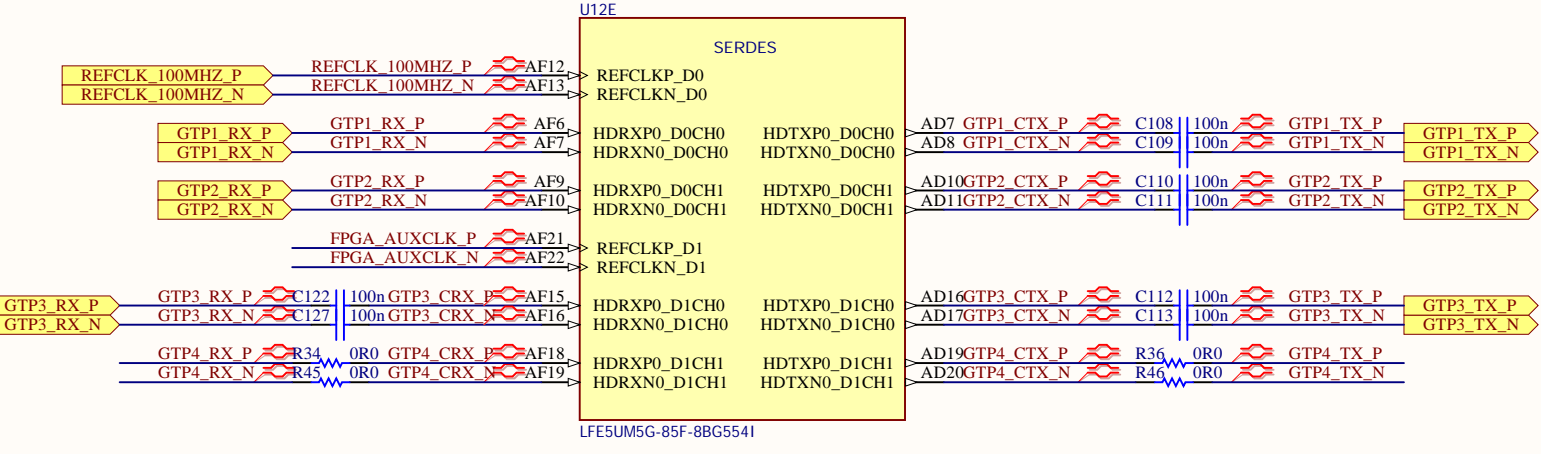 U12E
SERDES
REFCLK_100MHZ_P REFCLK_100MHZ_P AF12 REFCLKP_D0
REFCLK_100MHZ_N REFCLK_100MHZ_N AF13 REFCLKN_D0
GTP1_RX_P GTP1_RX_P AF6 HDRXP0_D0CH0 HDTXP0_D0CH0 AD7 GTP1_CTX_P C108 100n GTP1_TX_P GTP1_TX_P
GTP1_RX_N GTP1_RX_N AF7 HDRXN0_D0CH0 HDTXN0_D0CH0 AD8 GTP1_CTX_N C109 100n GTP1_TX_N GTP1_TX_N
GTP2_RX_P GTP2_RX_P AF9 HDRXP0_D0CH1 HDTXP0_D0CH1 AD10 GTP2_CTX_P C110 100n GTP2_TX_P GTP2_TX_P
GTP2_RX_N GTP2_RX_N AF10 HDRXN0_D0CH1 HDTXN0_D0CH1 AD11 GTP2_CTX_N C111 100n GTP2_TX_N GTP2_TX_N
FPGA_AUXCLK_P AF21 REFCLKP_D1
FPGA_AUXCLK_N AF22 REFCLKN_D1
GTP3_RX_P GTP3_RX_P C122 100n GTP3_CRX_P AF15 HDRXP0_D1CH0 HDTXP0_D1CH0 AD16 GTP3_CTX_P C112 100n GTP3_TX_P GTP3_TX_P
GTP3_RX_N GTP3_RX_N C127 100n GTP3_CRX_N AF16 HDRXN0_D1CH0 HDTXN0_D1CH0 AD17 GTP3_CTX_N C113 100n GTP3_TX_N GTP3_TX_N
GTP4_RX_P R34 0R0 GTP4_CRX_P AF18 HDRXP0_D1CH1 HDTXP0_D1CH1 AD19 GTP4_CTX_P R36 0R0 GTP4_TX_P
GTP4_RX_N R45 0R0 GTP4_CRX_N AF19 HDRXN0_D1CH1 HDTXN0_D1CH1 AD20 GTP4_CTX_N R46 0R0 GTP4_TX_N
LFE5UM5G-85F-8BG554I